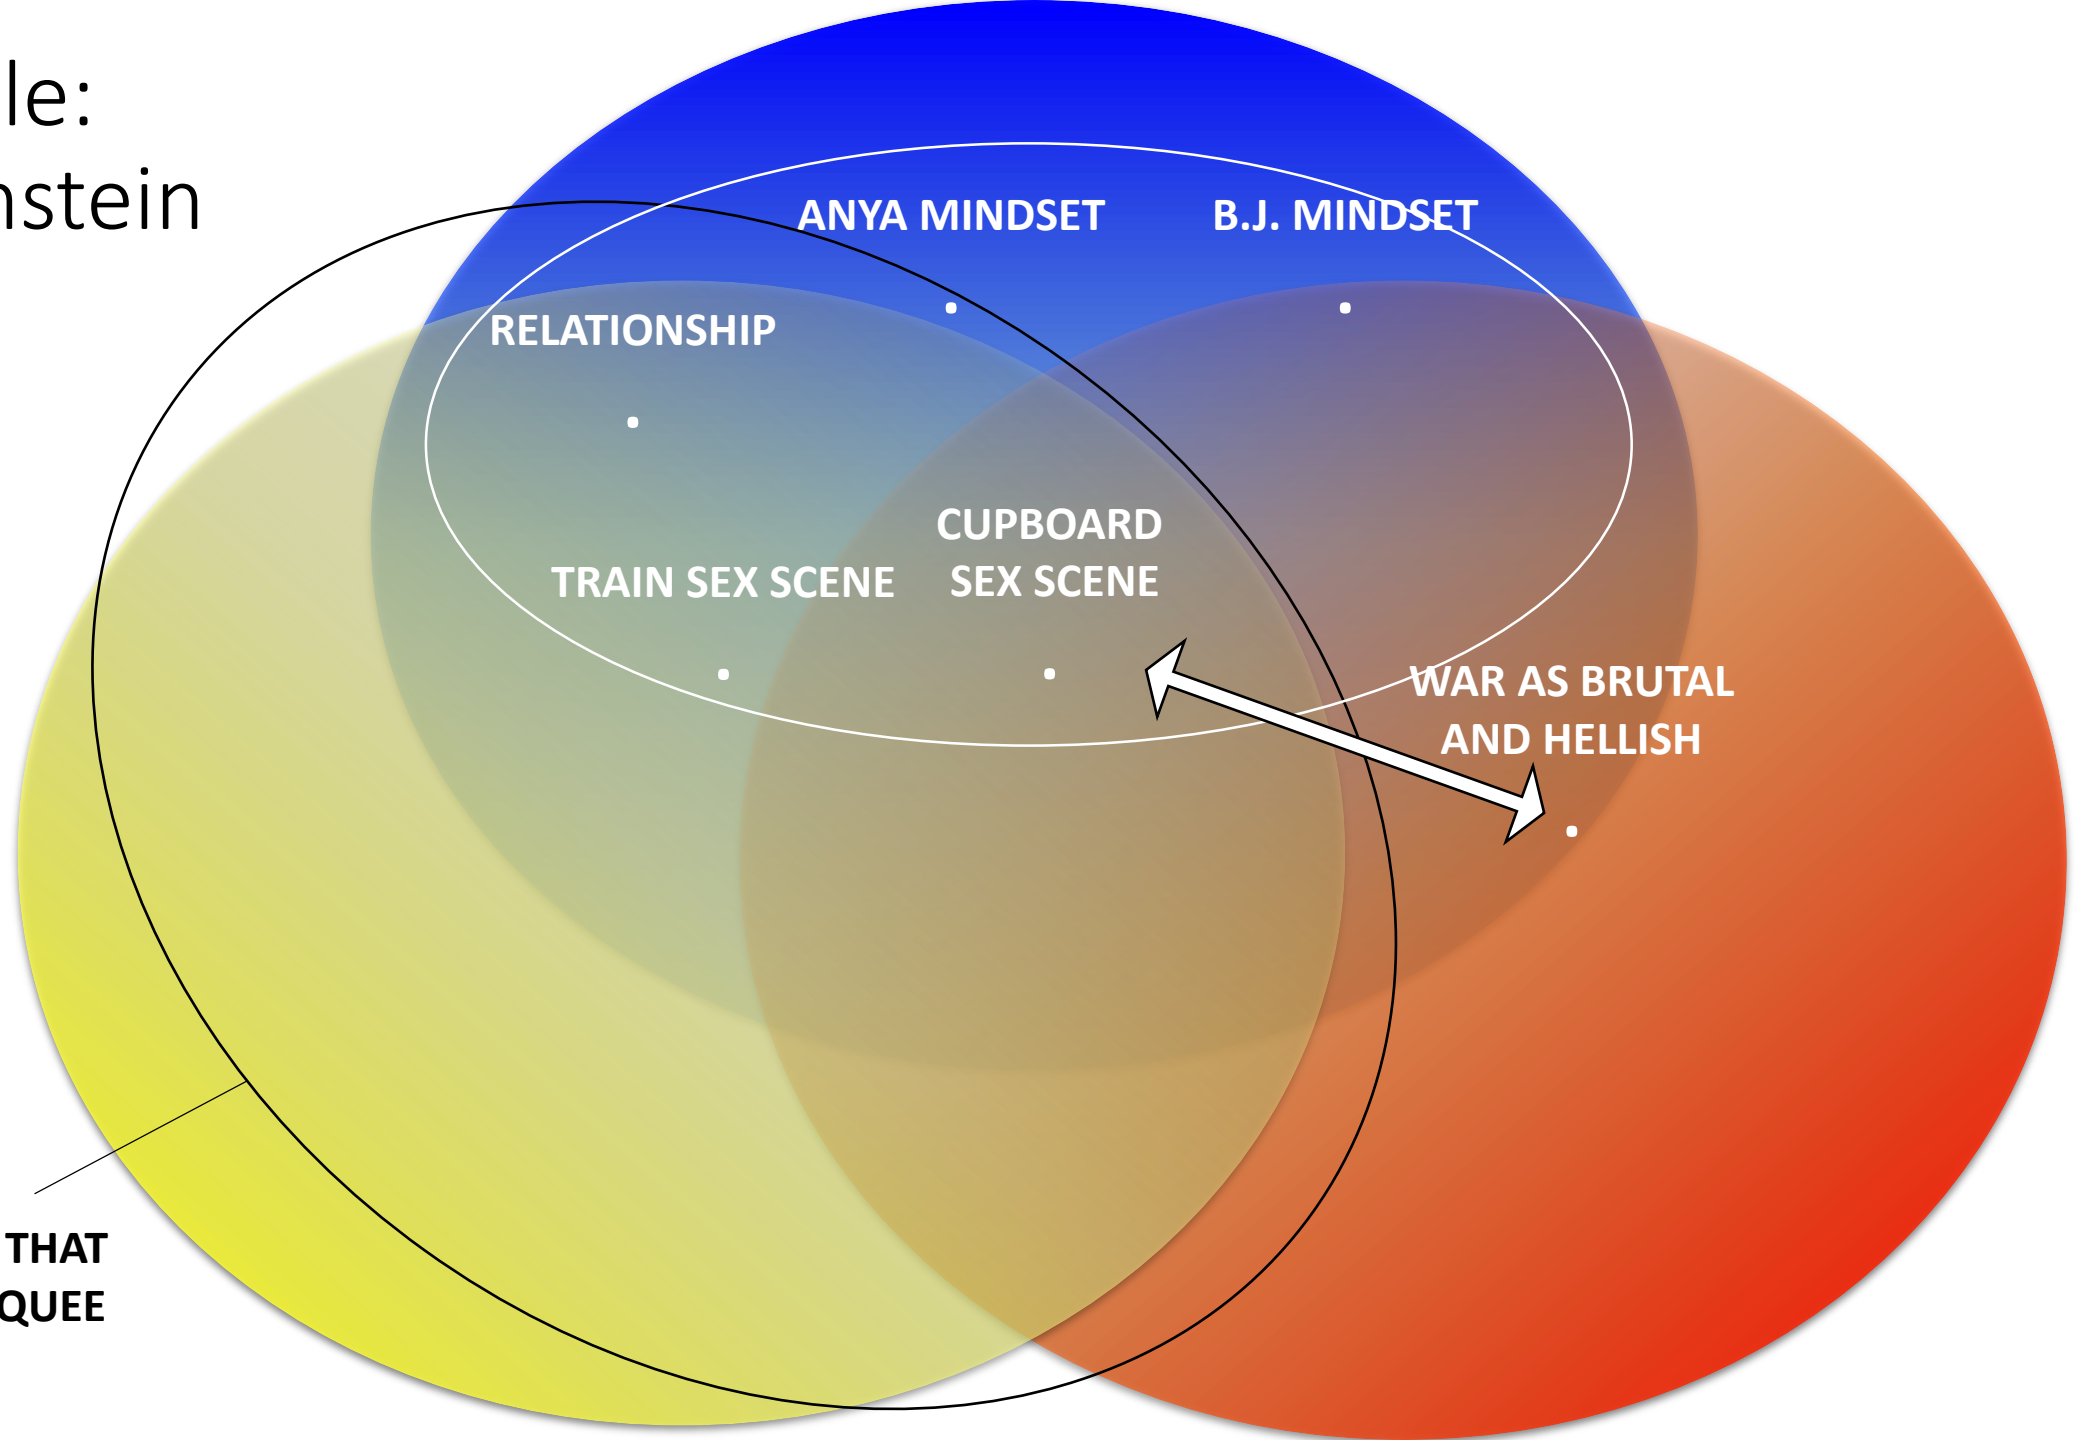 le:
nstein
ANYA MINDSET
B.J. MINDSET
RELATIONSHIP
CUPBOARD
SEX SCENE
TRAIN SEX SCENE
WAR AS BRUTAL
AND HELLISH
THAT
QUEE